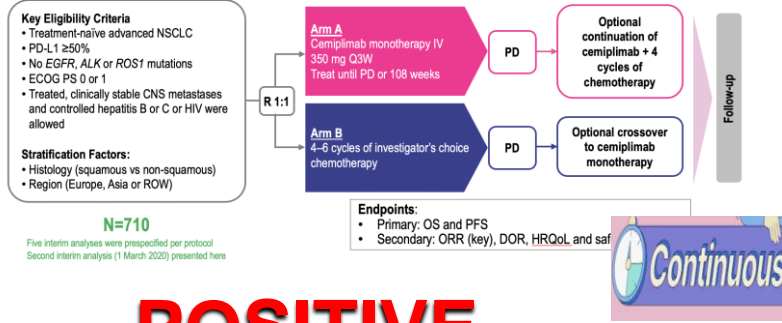 Key Eligibility Criteria
• Treatment-naïve advanced NSCLC
• PD-L1 ≥50%
• No EGFR, ALK or ROS1 mutations
• ECOG PS 0 or 1
• Treated, clinically stable CNS metastases
and controlled hepatitis B or C or HIV were
allowed
Stratification Factors:
• Histology (squamous vs non-squamous)
• Region (Europe, Asia or ROW)
N=710
Five interim analyses were prespecified per protocol
Second interim analysis (1 March 2020) presented here
R 1:1
Arm A
Cemiplimab monotherapy IV
350 mg Q3W
Treat until PD or 108 weeks
PD
Optional
continuation of
cemiplimab + 4
cycles of
chemotherapy
Arm B
4–6 cycles of investigator's choice
chemotherapy
PD
Optional crossover
to cemiplimab
monotherapy
Follow-up
Endpoints:
• Primary: OS and PFS
• Secondary: ORR (key), DOR, HRQoL and saf
Continuous
POSITIVE